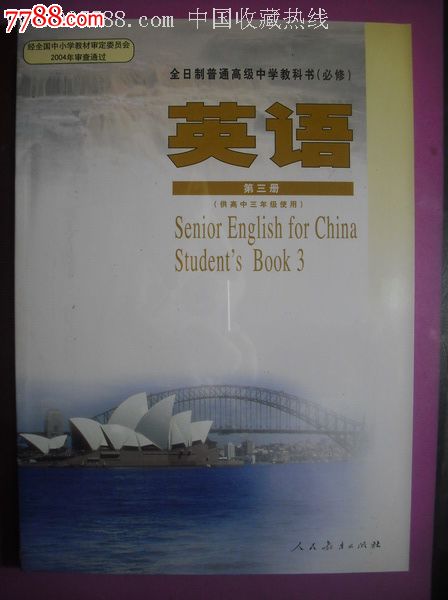 7788.com
7788.com 中国收藏热线
经全国中小学教材审定委员会
2004年审查通过
全日制普通高级中学教科书(必修)
英语
第三册
(供高中三年级使用)
Senior English for China
Student's Book 3
人民教育出版社